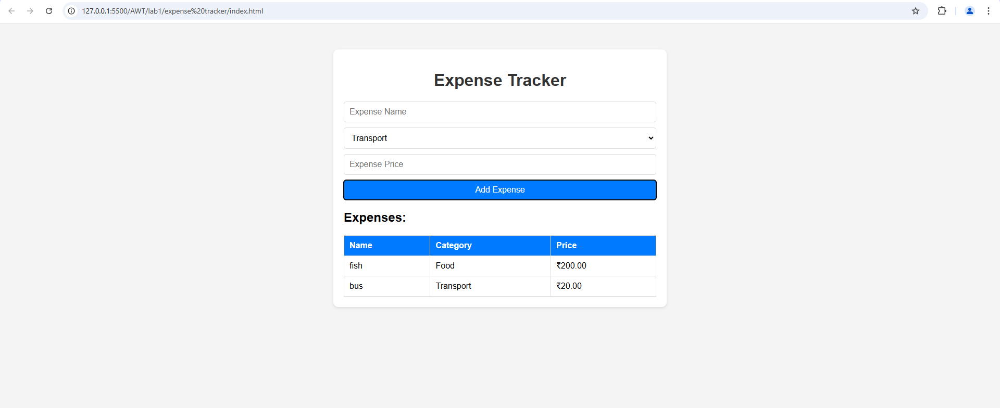 127.0.0.1:5500/AWT/lab1/expense%20tracker/index.html
Expense Tracker
Expense Name
Transport
Expense Price
Add Expense
Expenses:
Name Category Price
fish Food ₹200.00
bus Transport ₹20.00